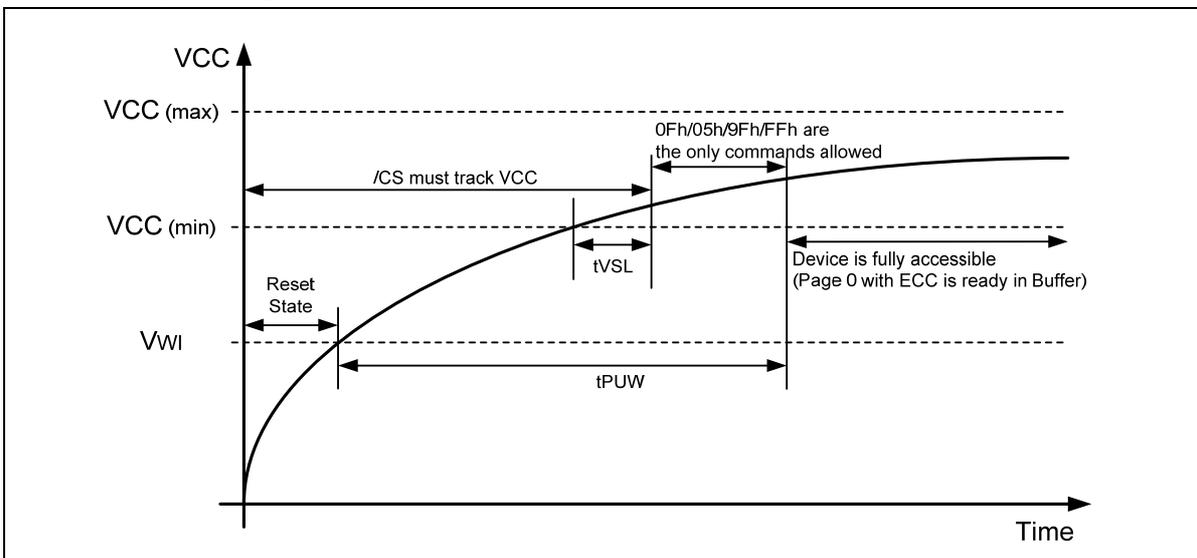 VCC
VCC (max)
0Fh/05h/9Fh/FFh are
the only commands allowed
/CS must track VCC
VCC (min)
tVSL
Device is fully accessible
(Page 0 with ECC is ready in Buffer)
Reset
State
VWI
tPUW
Time